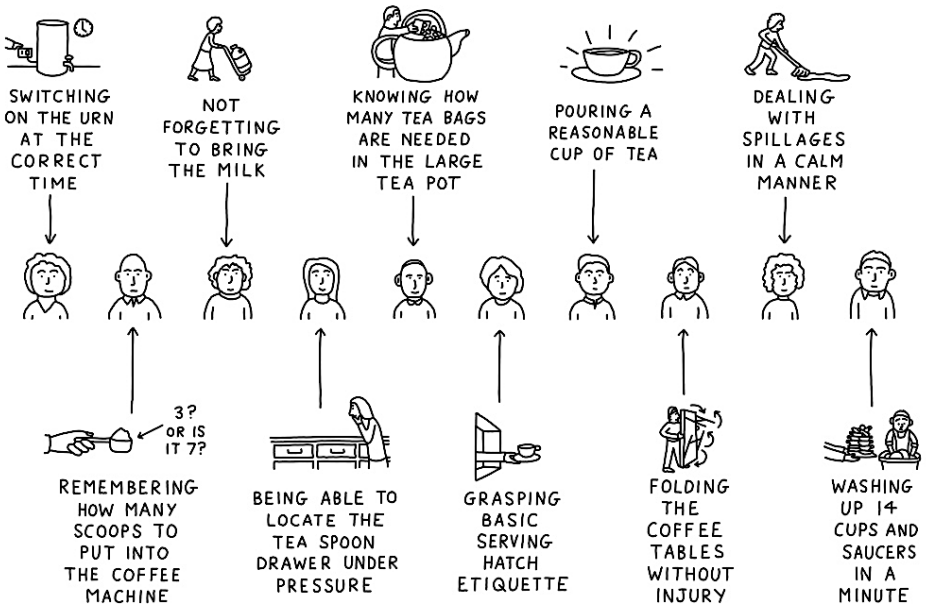 SWITCHING
ON THE URN
AT THE
CORRECT
TIME
NOT
FORGETTING
TO BRING
THE MILK
KNOWING HOW
MANY TEA BAGS
ARE NEEDED
IN THE LARGE
TEA POT
POURING A
REASONABLE
CUP OF TEA
DEALING
WITH
SPILLAGES
IN A CALM
MANNER
3?
OR IS
IT 7?
REMEMBERING
HOW MANY
SCOOPS TO
PUT INTO
THE COFFEE
MACHINE
BEING ABLE TO
LOCATE THE
TEA SPOON
DRAWER UNDER
PRESSURE
GRASPING
BASIC
SERVING
HATCH
ETIQUETTE
FOLDING
THE
COFFEE
TABLES
WITHOUT
INJURY
WASHING
UP 14
CUPS AND
SAUCERS
IN A
MINUTE